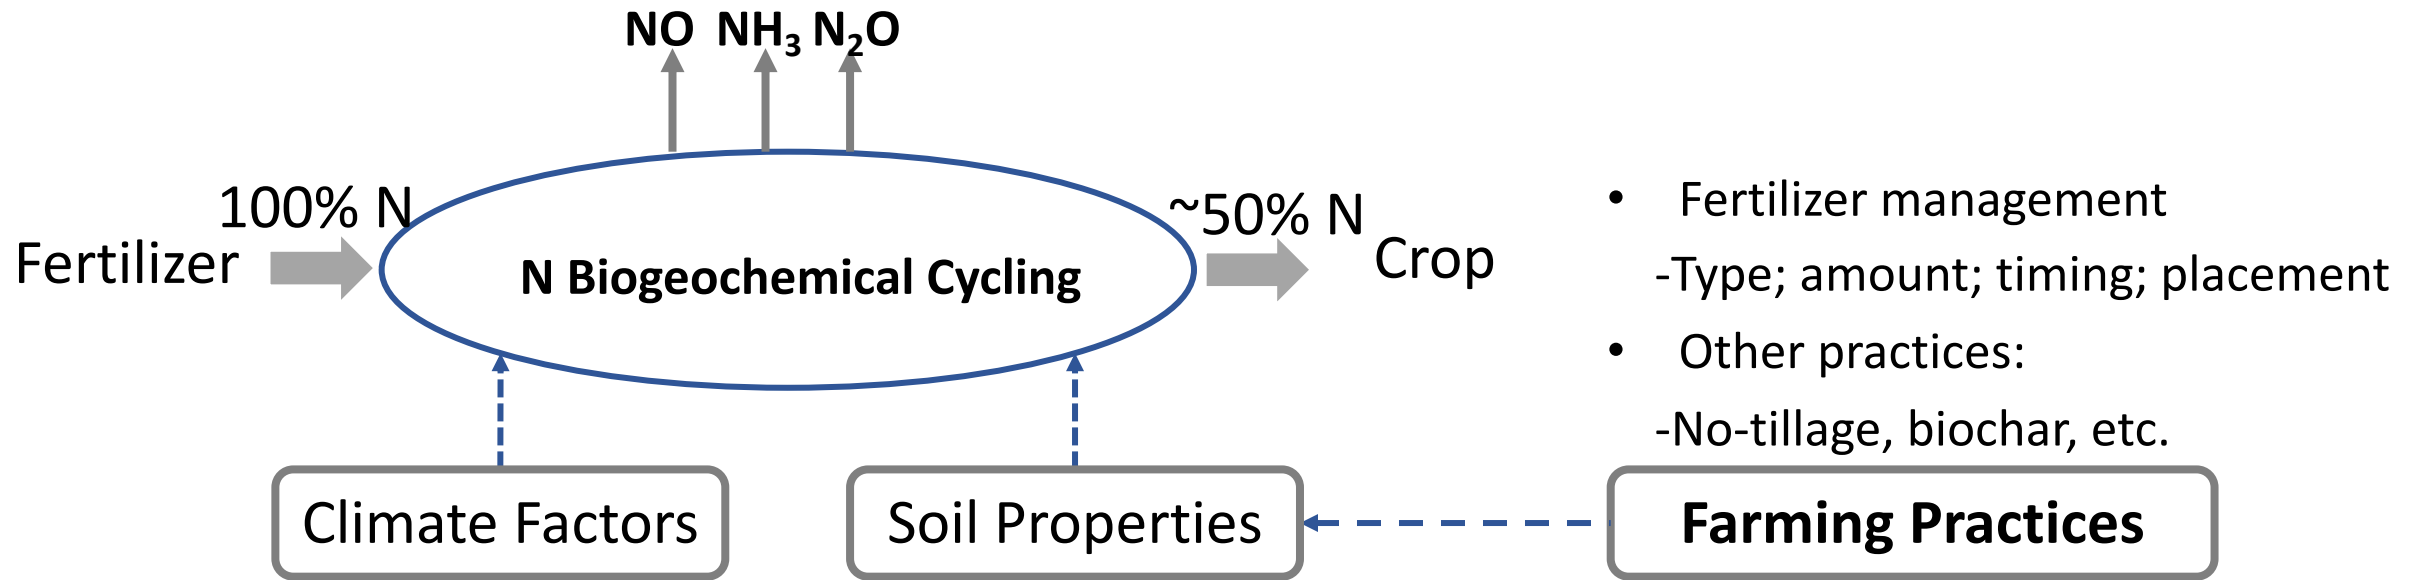 NO NH₃ N₂O
100% N
Fertilizer
N Biogeochemical Cycling
~50% N
Crop
• Fertilizer management
-Type; amount; timing; placement
• Other practices:
-No-tillage, biochar, etc.
Climate Factors
Soil Properties
Farming Practices